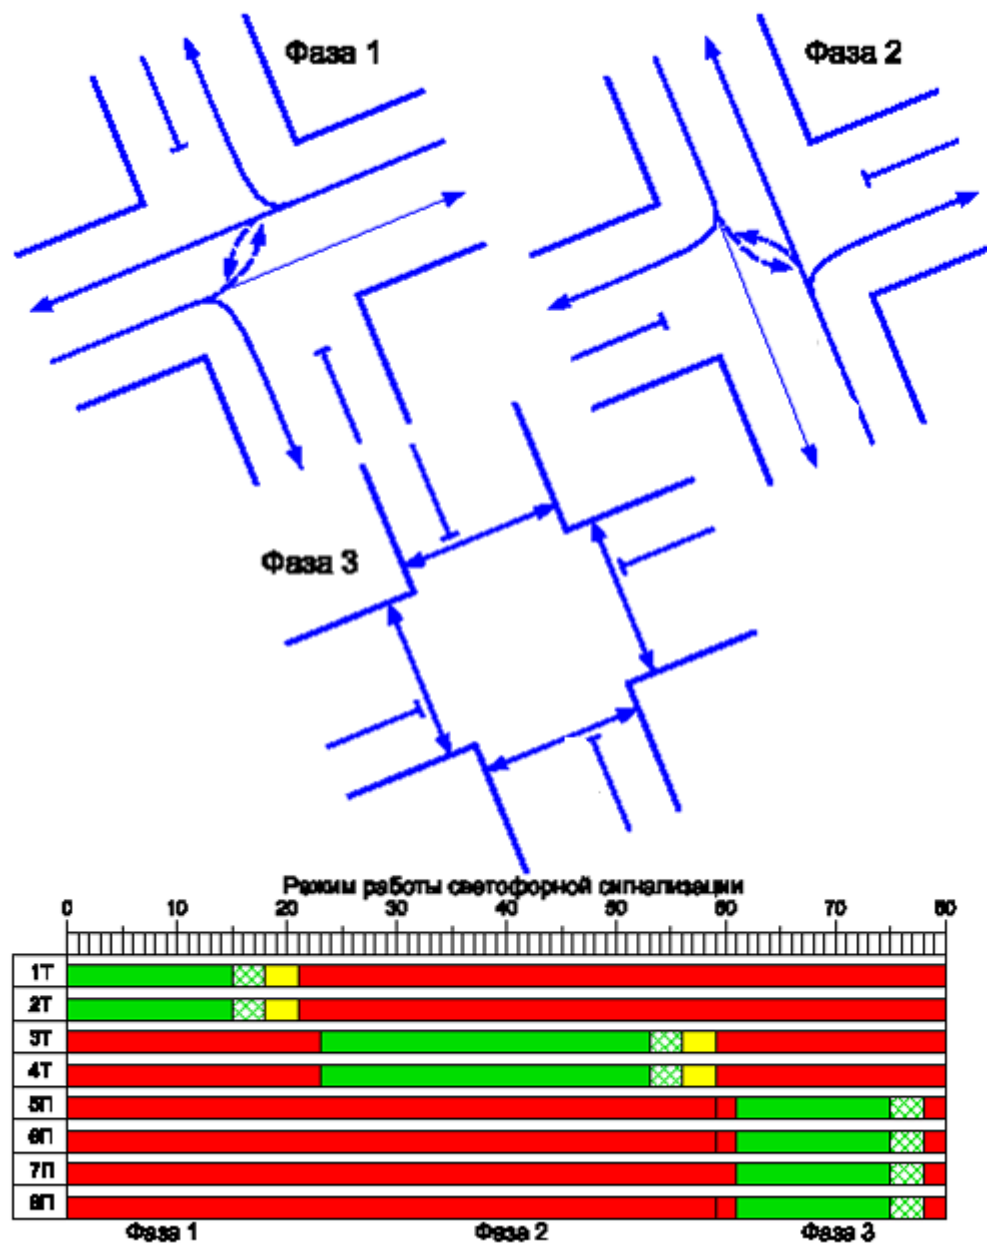 Фаза 1
Фаза 2
Фаза 3
Режим работы светофорной сигнализации
0 10 20 30 40 50 60 70 80
1Т
2Т
3Т
4Т
5П
6П
7П
8П
Фаза 1 Фаза 2 Фаза 3